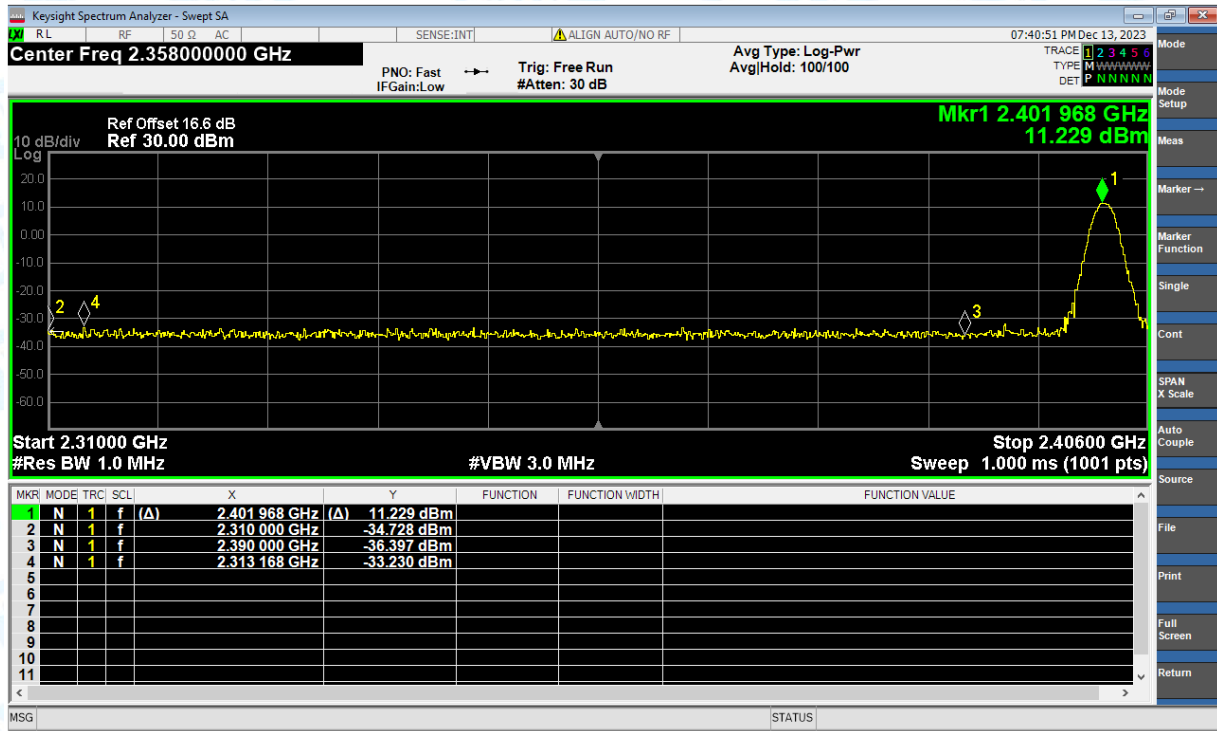 Keysight Spectrum Analyzer - Swept SA
LXI RL RF 50 Ω AC SENSE:INT ALIGN AUTO/NO RF 07:40:51 PM Dec 13, 2023
Center Freq 2.358000000 GHz
PNO: Fast
IFGain:Low
Trig: Free Run
#Atten: 30 dB
Avg Type: Log-Pwr
Avg|Hold: 100/100
TRACE 1 2 3 4 5 6
TYPE M WWWWW
DET P N N N N N
Ref Offset 16.6 dB
10 dB/div Ref 30.00 dBm
Log
Mkr1 2.401 968 GHz
11.229 dBm
20.0
10.0
0.00
-10.0
-20.0
-30.0
-40.0
-50.0
-60.0
1
2
4
3
Start 2.31000 GHz Stop 2.40600 GHz
#Res BW 1.0 MHz #VBW 3.0 MHz Sweep 1.000 ms (1001 pts)
MKR MODE TRC SCL X Y FUNCTION FUNCTION WIDTH FUNCTION VALUE
1 N 1 f (Δ) 2.401 968 GHz (Δ) 11.229 dBm
2 N 1 f 2.310 000 GHz -34.728 dBm
3 N 1 f 2.390 000 GHz -36.397 dBm
4 N 1 f 2.313 168 GHz -33.230 dBm
5
6
7
8
9
10
11
MSG STATUS
Mode
Mode
Setup
Meas
Marker →
Marker
Function
Single
Cont
SPAN
X Scale
Auto
Couple
Source
File
Print
Full
Screen
Return